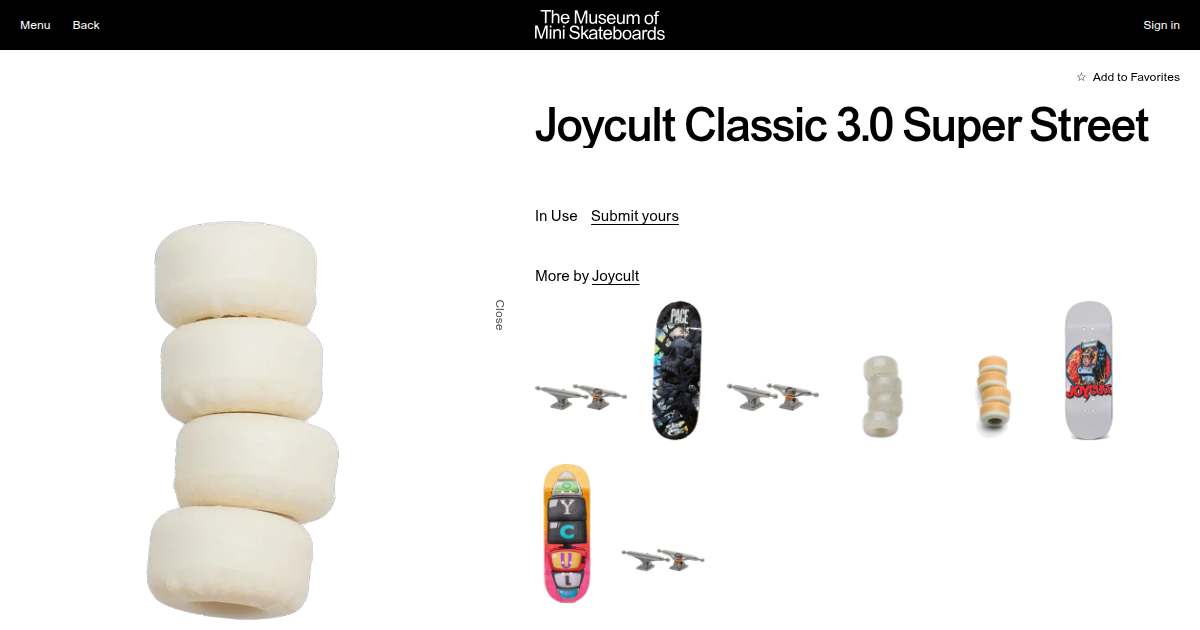 Menu
Back
The Museum of
Mini Skateboards
Sign in
☆ Add to Favorites
Joycult Classic 3.0 Super Street
In Use Submit yours
More by Joycult
Close
PACE
JOYCULT
O
Y
C
U
L